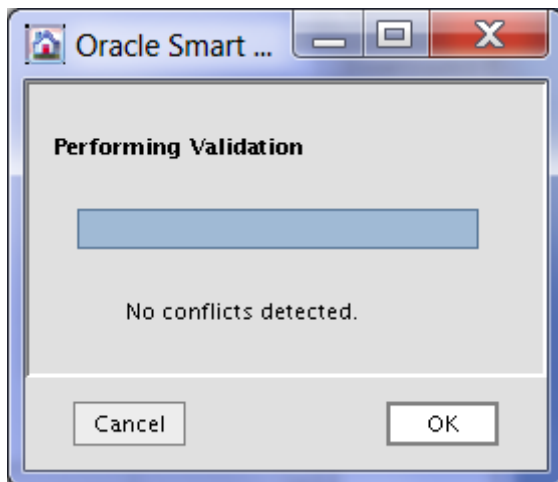 Oracle Smart ...
Performing Validation
No conflicts detected.
Cancel
OK